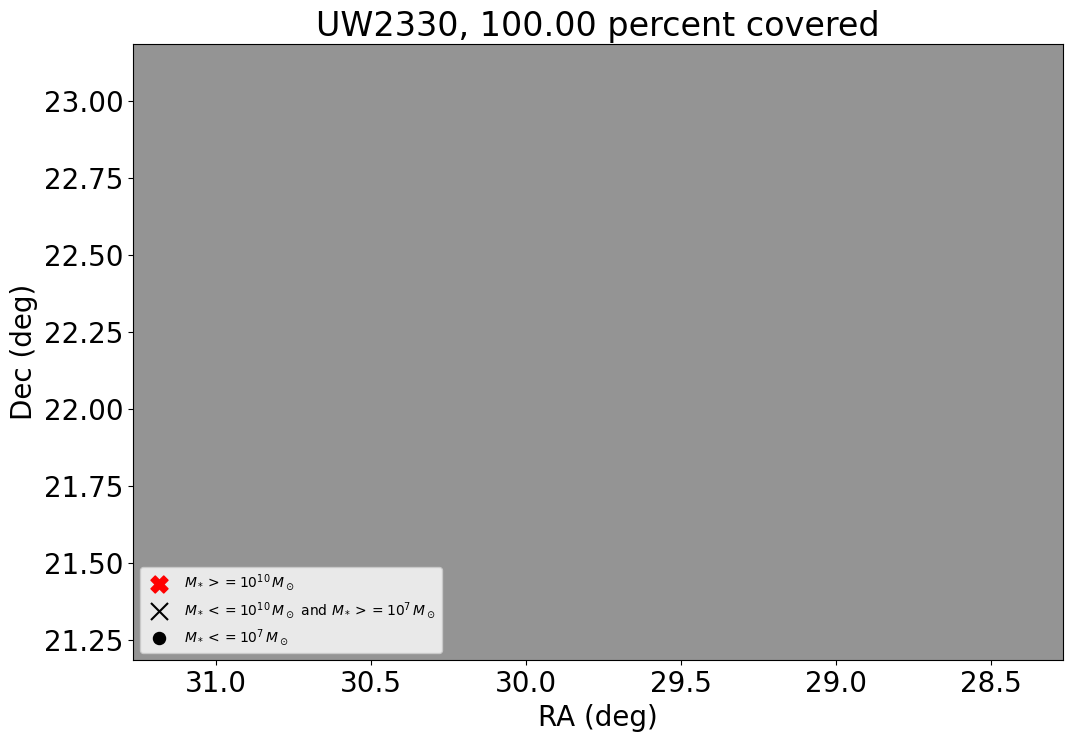 UW2330, 100.00 percent covered
23.00
22.75
22.50
22.25
22.00
21.75
21.50
21.25
Dec (deg)
M* >= 10^10 M⊙
M* <= 10^10 M⊙ and M* >= 10^7 M⊙
M* <= 10^7 M⊙
31.0 30.5 30.0 29.5 29.0 28.5
RA (deg)